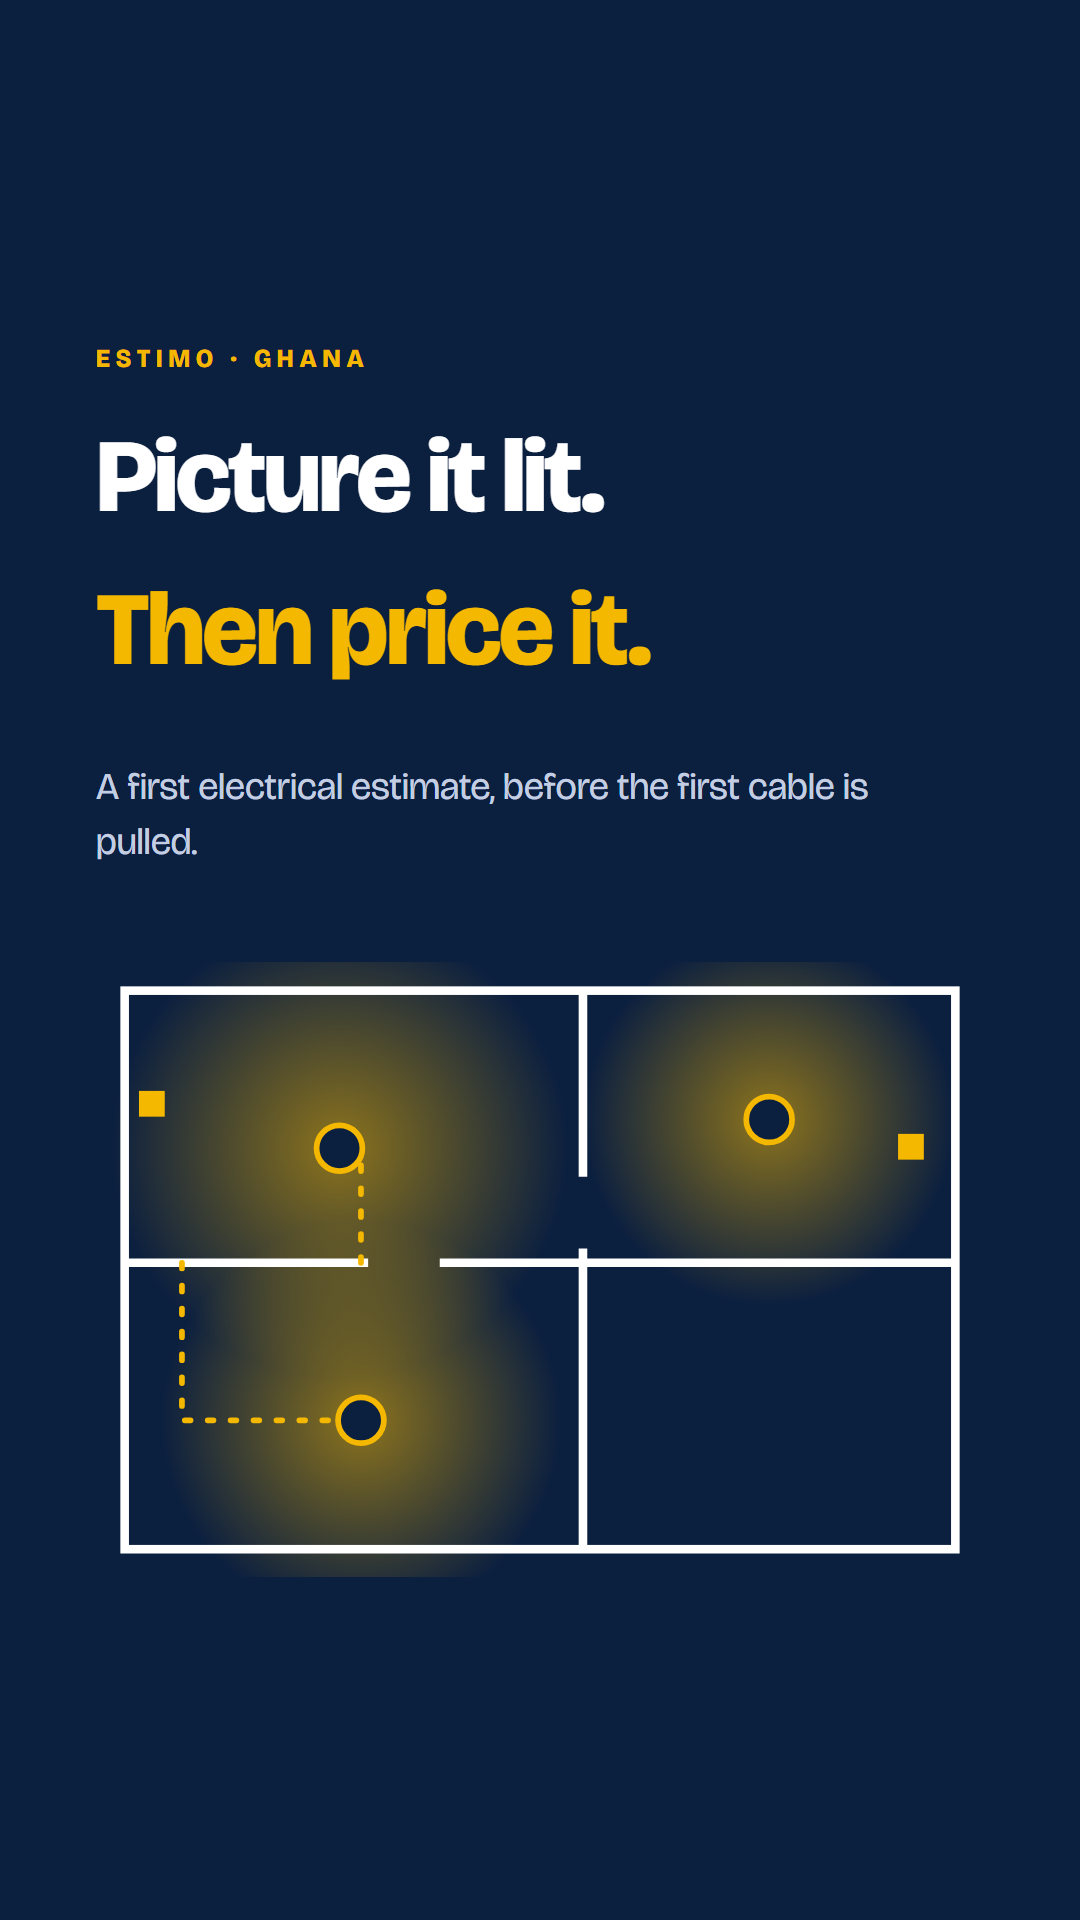 ESTIMO · GHANA
Picture it lit.
Then price it.
A first electrical estimate, before the first cable is
pulled.